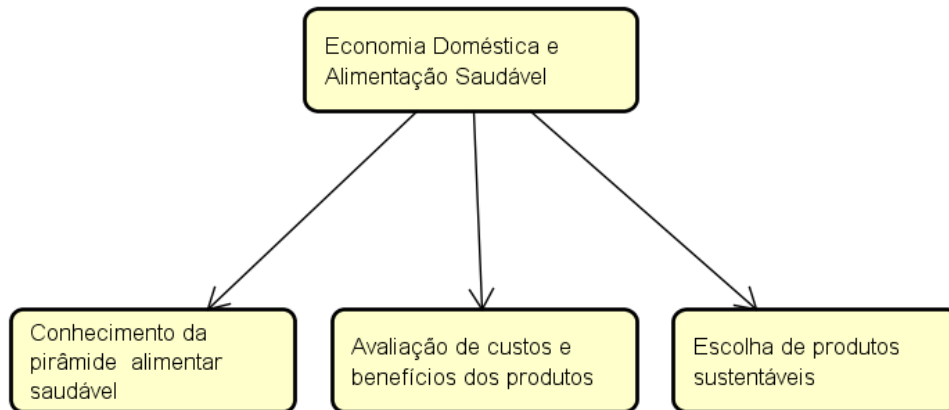 Economia Doméstica e
Alimentação Saudável
Conhecimento da
pirâmide alimentar
saudável
Avaliação de custos e
benefícios dos produtos
Escolha de produtos
sustentáveis